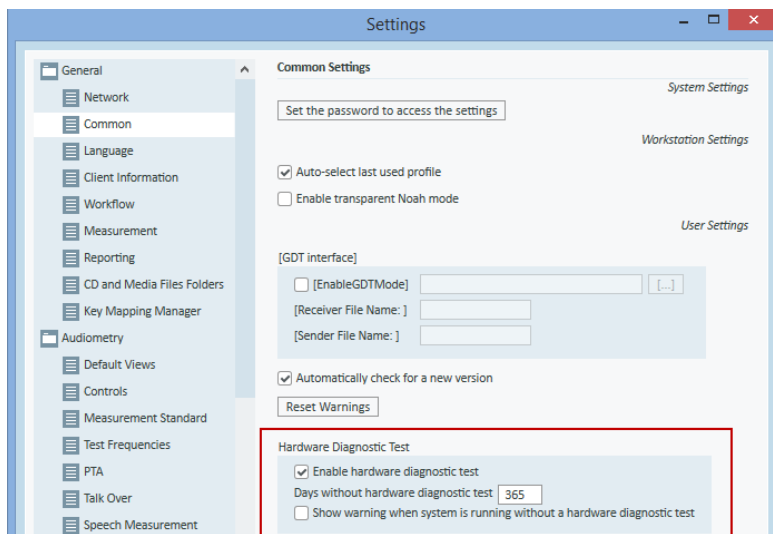 Settings
General
Network
Common
Language
Client Information
Workflow
Measurement
Reporting
CD and Media Files Folders
Key Mapping Manager
Audiometry
Default Views
Controls
Measurement Standard
Test Frequencies
PTA
Talk Over
Speech Measurement
Common Settings
System Settings
Set the password to access the settings
Workstation Settings
Auto-select last used profile
Enable transparent Noah mode
User Settings
[GDT interface]
[EnableGDTMode] [...]
[Receiver File Name: ]
[Sender File Name: ]
Automatically check for a new version
Reset Warnings
Hardware Diagnostic Test
Enable hardware diagnostic test
Days without hardware diagnostic test 365
Show warning when system is running without a hardware diagnostic test